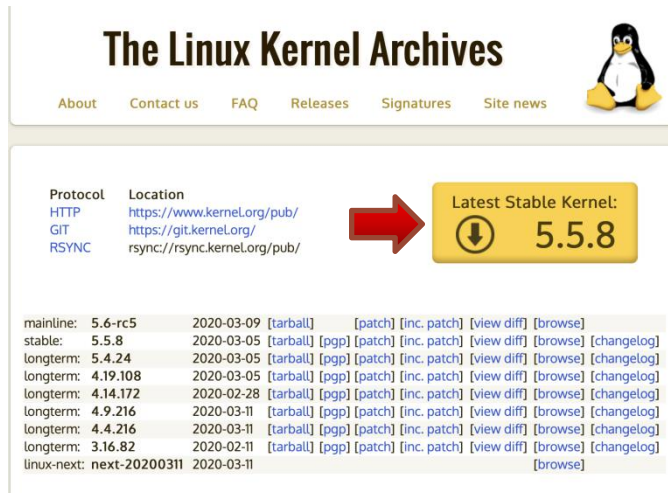 The Linux Kernel Archives
About Contact us FAQ Releases Signatures Site news
Protocol Location
HTTP https://www.kernel.org/pub/
GIT https://git.kernel.org/
RSYNC rsync://rsync.kernel.org/pub/
Latest Stable Kernel:
5.5.8
mainline: 5.6-rc5 2020-03-09 [tarball] [patch] [inc. patch] [view diff] [browse]
stable: 5.5.8 2020-03-05 [tarball] [pgp] [patch] [inc. patch] [view diff] [browse] [changelog]
longterm: 5.4.24 2020-03-05 [tarball] [pgp] [patch] [inc. patch] [view diff] [browse] [changelog]
longterm: 4.19.108 2020-03-05 [tarball] [pgp] [patch] [inc. patch] [view diff] [browse] [changelog]
longterm: 4.14.172 2020-02-28 [tarball] [pgp] [patch] [inc. patch] [view diff] [browse] [changelog]
longterm: 4.9.216 2020-03-11 [tarball] [pgp] [patch] [inc. patch] [view diff] [browse] [changelog]
longterm: 4.4.216 2020-03-11 [tarball] [pgp] [patch] [inc. patch] [view diff] [browse] [changelog]
longterm: 3.16.82 2020-02-11 [tarball] [pgp] [patch] [inc. patch] [view diff] [browse] [changelog]
linux-next: next-20200311 2020-03-11 [browse]